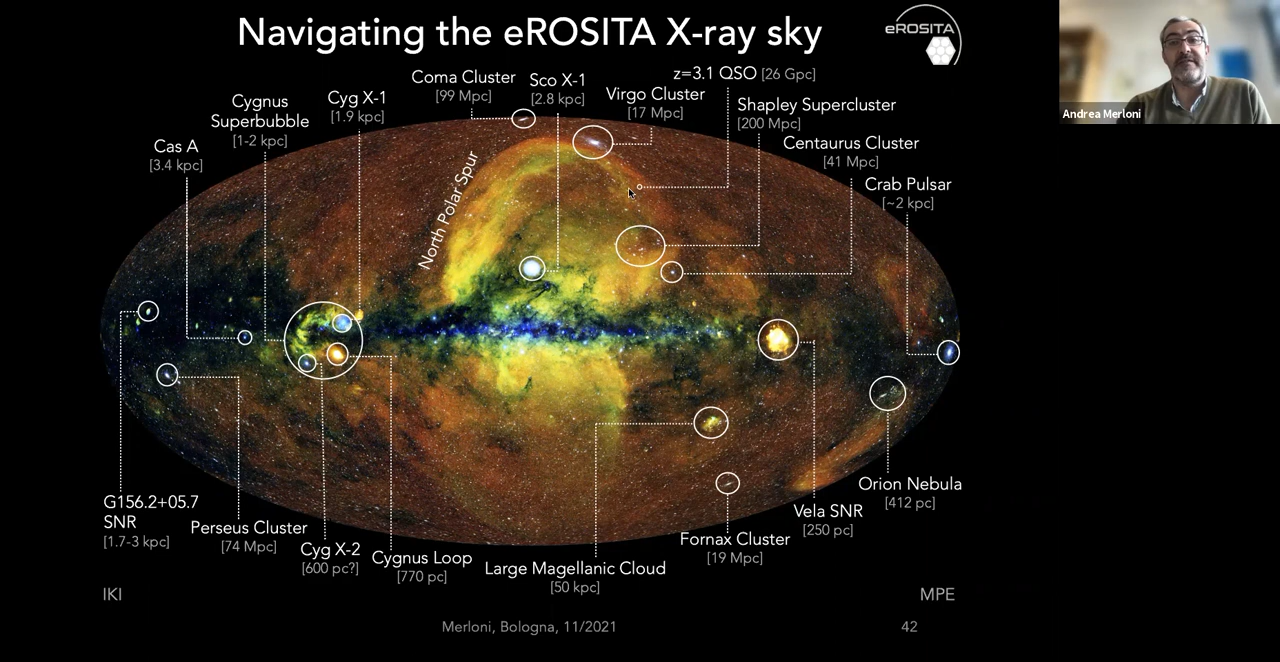 Navigating the eROSITA X-ray sky
eROSITA
Andrea Merloni
Coma Cluster
[99 Mpc]
Sco X-1
[2.8 kpc]
z=3.1 QSO [26 Gpc]
Virgo Cluster
[17 Mpc]
Shapley Supercluster
[200 Mpc]
Centaurus Cluster
[41 Mpc]
Crab Pulsar
[~2 kpc]
Cyg X-1
[1.9 kpc]
Cygnus
Superbubble
[1-2 kpc]
Cas A
[3.4 kpc]
North Polar Spur
G156.2+05.7
SNR
[1.7-3 kpc]
Perseus Cluster
[74 Mpc]
Cyg X-2
[600 pc?]
Cygnus Loop
[770 pc]
Large Magellanic Cloud
[50 kpc]
Fornax Cluster
[19 Mpc]
Vela SNR
[250 pc]
Orion Nebula
[412 pc]
IKI
MPE
Merloni, Bologna, 11/2021
42